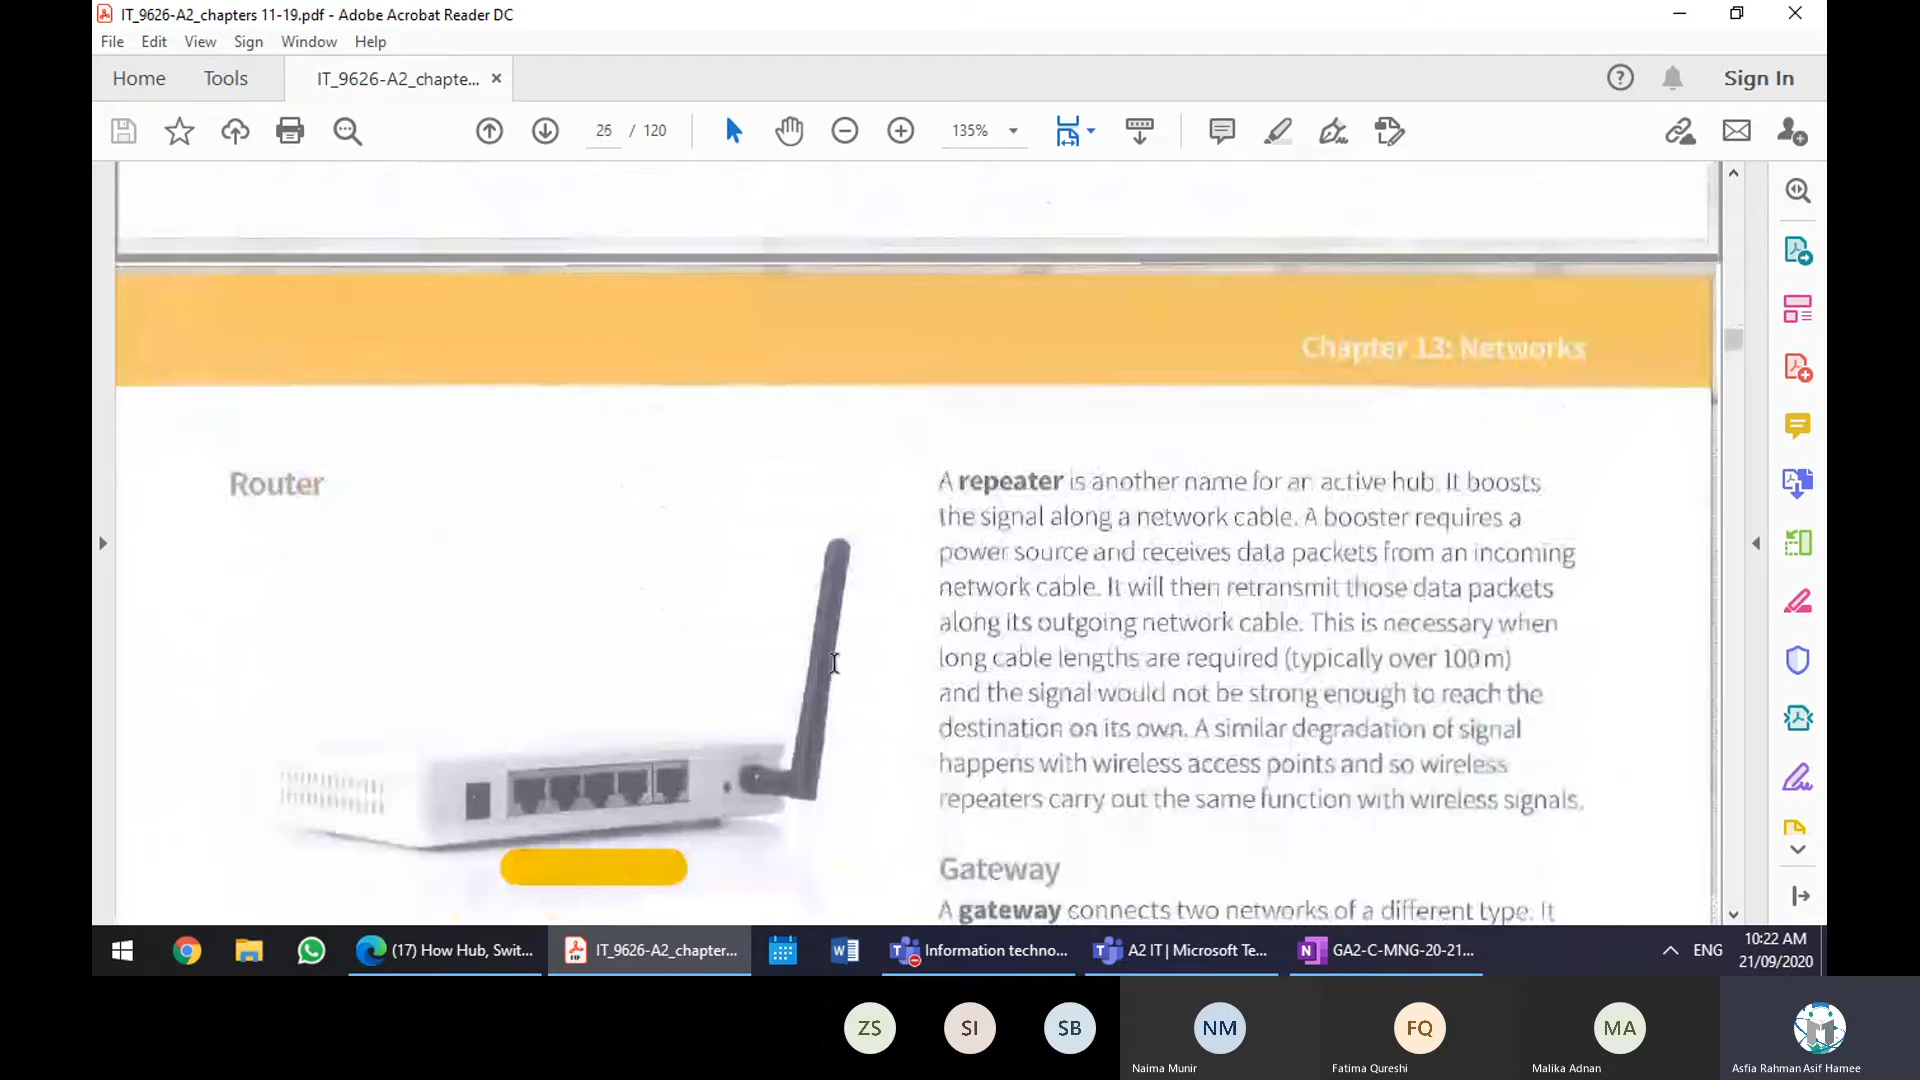 IT_9626-A2_chapters 11-19.pdf - Adobe Acrobat Reader DC
File Edit View Sign Window Help
Home Tools IT_9626-A2_chapte... × Sign In
25 / 120 135%
Chapter 13: Networks
Router
A repeater is another name for an active hub. It boosts
the signal along a network cable. A booster requires a
power source and receives data packets from an incoming
network cable. It will then retransmit those data packets
along its outgoing network cable. This is necessary when
long cable lengths are required (typically over 100 m)
and the signal would not be strong enough to reach the
destination on its own. A similar degradation of signal
happens with wireless access points and so wireless
repeaters carry out the same function with wireless signals.
Gateway
A gateway connects two networks of a different type. It
(17) How Hub, Swit... IT_9626-A2_chapter... Information techno... A2 IT | Microsoft Te... GA2-C-MNG-20-21... ENG 10:22 AM
21/09/2020
ZS SI SB NM FQ MA
Naima Munir Fatima Qureshi Malika Adnan Asfia Rahman Asif Hamee